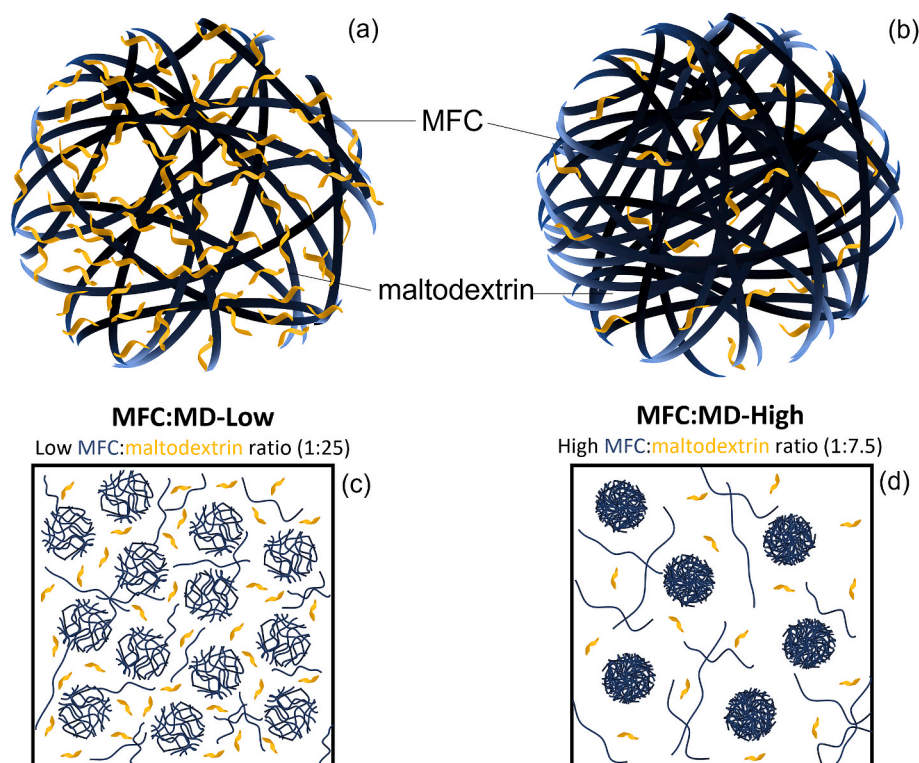 (a)
(b)
MFC
maltodextrin
MFC:MD-Low
Low MFC:maltodextrin ratio (1:25)
MFC:MD-High
High MFC:maltodextrin ratio (1:7.5)
(c)
(d)